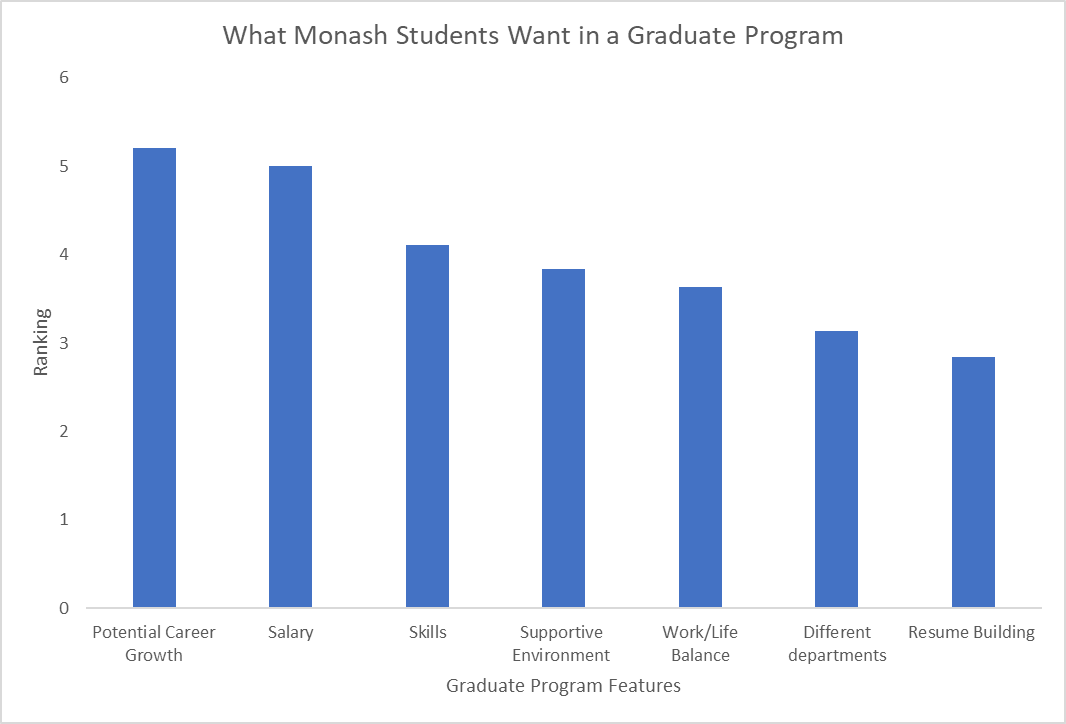 What Monash Students Want in a Graduate Program
6
5
4
3
2
1
0
Ranking
Potential Career
Growth
Salary
Skills
Supportive
Environment
Work/Life
Balance
Different
departments
Resume Building
Graduate Program Features